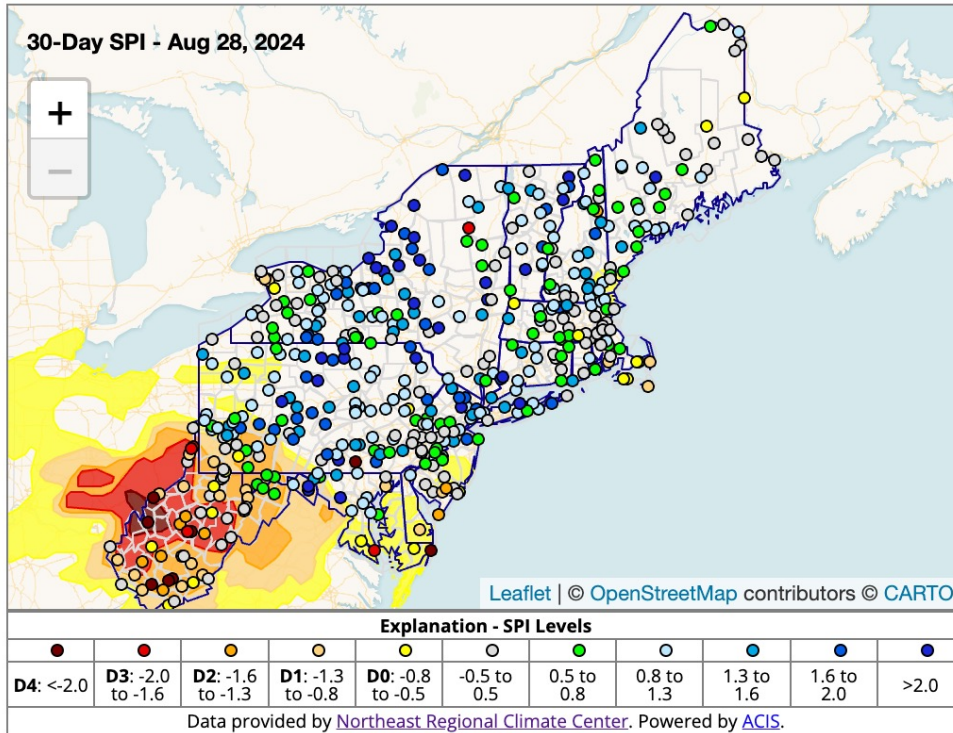 30-Day SPI - Aug 28, 2024
+
−
Leaflet | © OpenStreetMap contributors © CARTO
Explanation - SPI Levels
D4: <-2.0
D3: -2.0
to -1.6
D2: -1.6
to -1.3
D1: -1.3
to -0.8
D0: -0.8
to -0.5
-0.5 to
0.5
0.5 to
0.8
0.8 to
1.3
1.3 to
1.6
1.6 to
2.0
>2.0
Data provided by Northeast Regional Climate Center. Powered by ACIS.